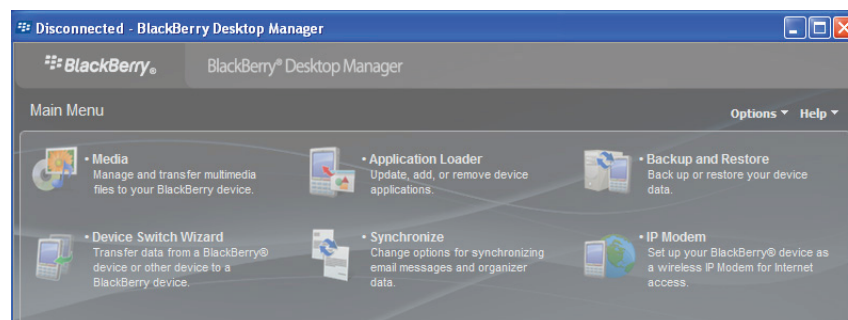 Disconnected - BlackBerry Desktop Manager
BlackBerry® BlackBerry® Desktop Manager
Main Menu Options Help
• Media
Manage and transfer multimedia
files to your BlackBerry device.
• Application Loader
Update, add, or remove device
applications.
• Backup and Restore
Back up or restore your device
data.
• Device Switch Wizard
Transfer data from a BlackBerry®
device or other device to a
BlackBerry device.
• Synchronize
Change options for synchronizing
email messages and organizer
data.
• IP Modem
Set up your BlackBerry® device as
a wireless IP Modem for Internet
access.